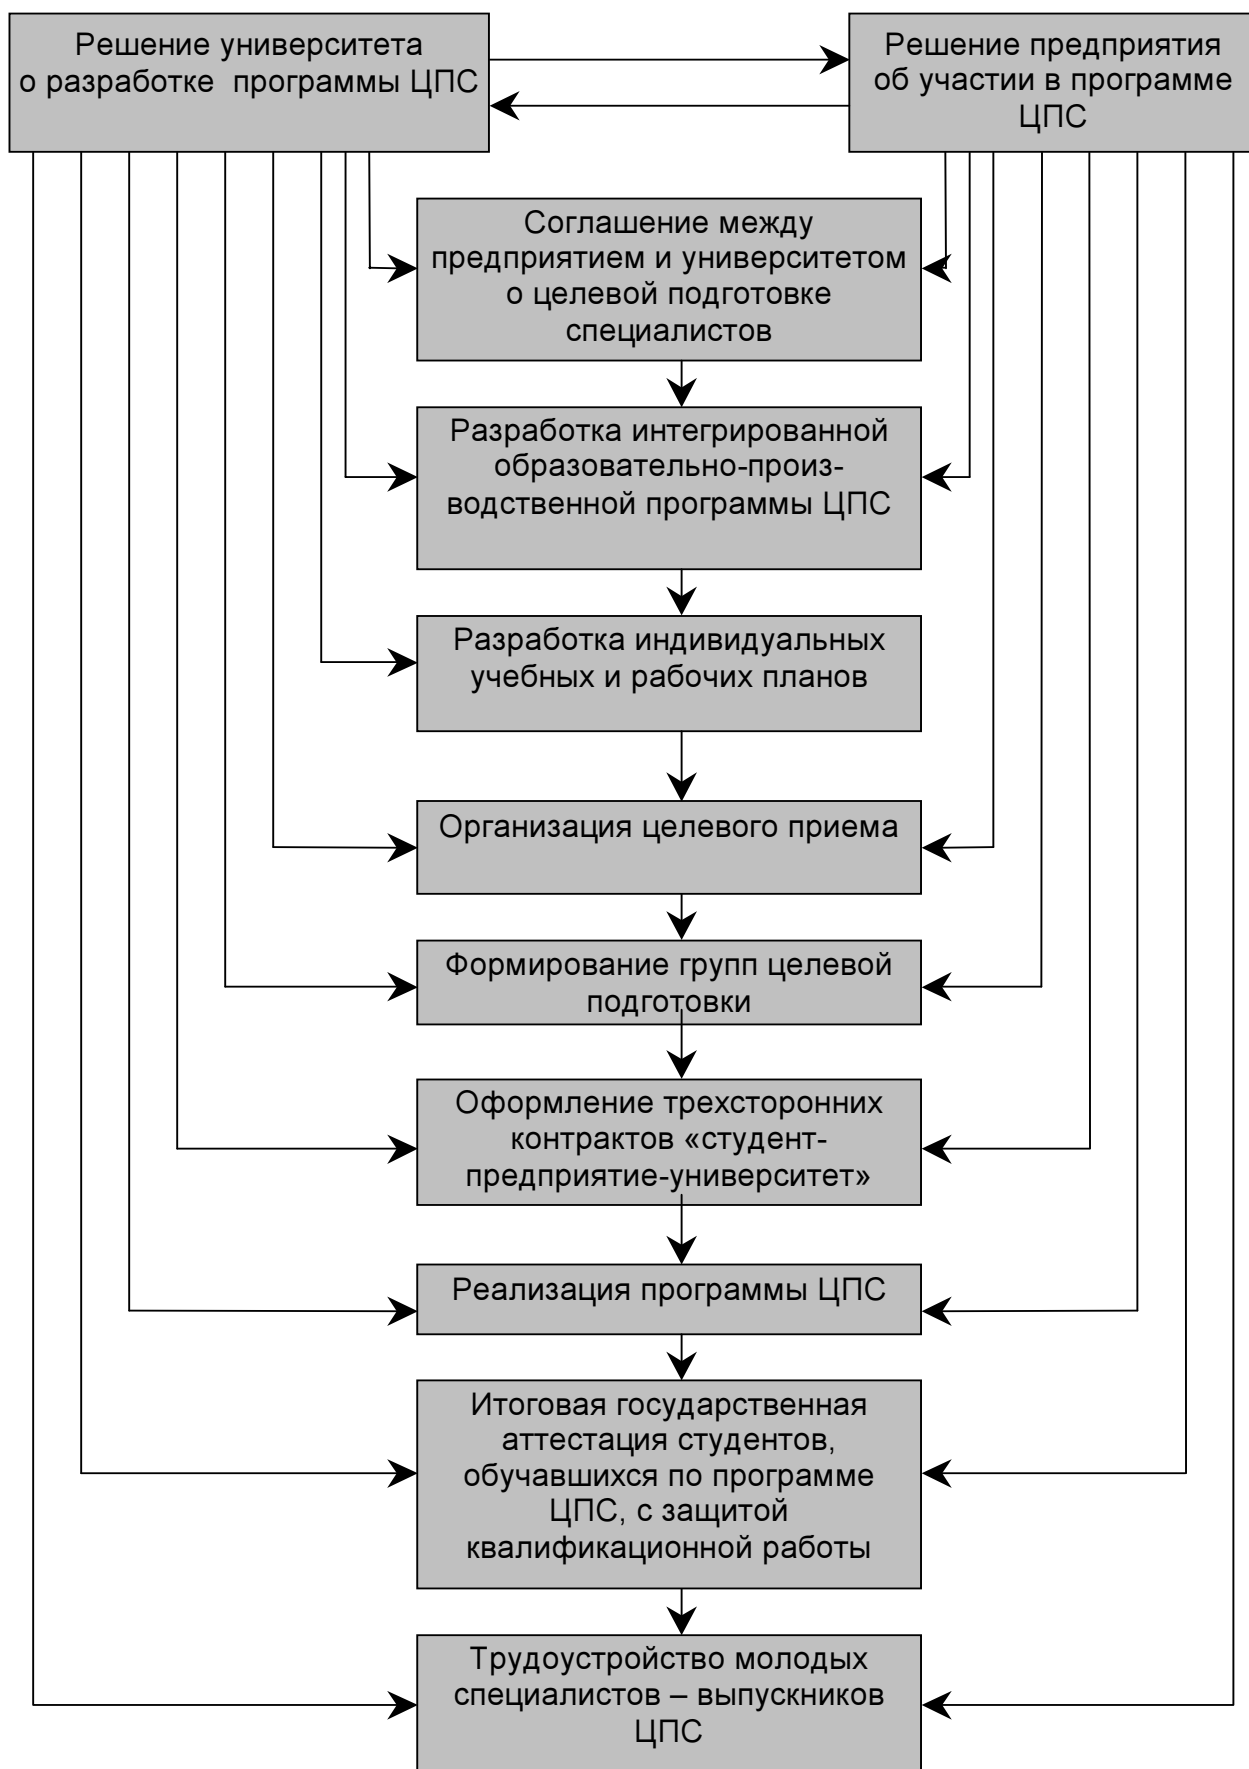 Решение университета
о разработке программы ЦПС
Решение предприятия
об участии в программе
ЦПС
Соглашение между
предприятием и университетом
о целевой подготовке
специалистов
Разработка интегрированной
образовательно-произ-
водственной программы ЦПС
Разработка индивидуальных
учебных и рабочих планов
Организация целевого приема
Формирование групп целевой
подготовки
Оформление трехсторонних
контрактов «студент-
предприятие-университет»
Реализация программы ЦПС
Итоговая государственная
аттестация студентов,
обучавшихся по программе
ЦПС, с защитой
квалификационной работы
Трудоустройство молодых
специалистов – выпускников
ЦПС